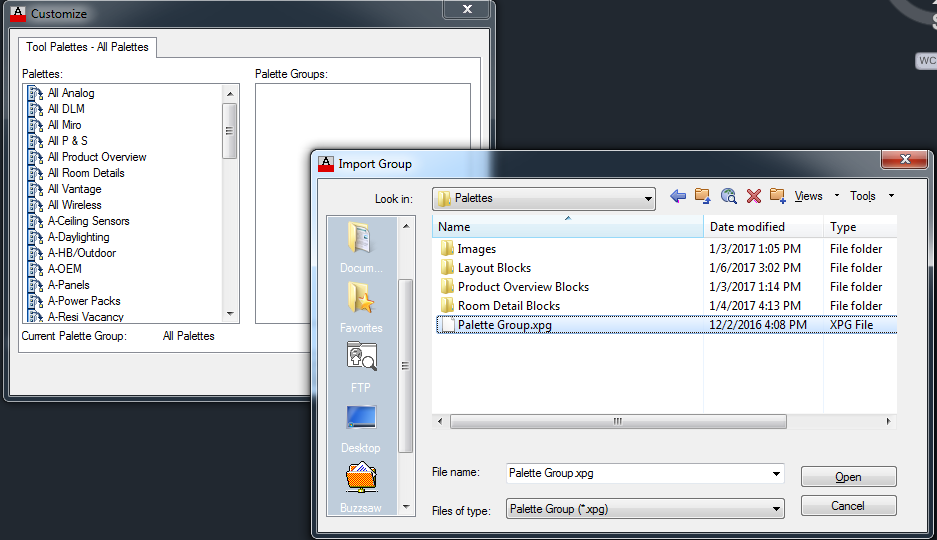 Customize
Tool Palettes - All Palettes
Palettes:
Palette Groups:
All Analog
All DLM
All Miro
All P & S
All Product Overview
All Room Details
All Vantage
All Wireless
A-Ceiling Sensors
A-Daylighting
A-HB/Outdoor
A-OEM
A-Panels
A-Power Packs
A-Resi Vacancy
Current Palette Group: All Palettes
WC
Import Group
Look in: Palettes Views Tools
Name Date modified Type
Images 1/3/2017 1:05 PM File folder
Layout Blocks 1/6/2017 3:02 PM File folder
Product Overview Blocks 1/3/2017 1:14 PM File folder
Room Detail Blocks 1/4/2017 4:13 PM File folder
Palette Group.xpg 12/2/2016 4:08 PM XPG File
Docum...
Favorites
FTP
Desktop
Buzzsaw
File name: Palette Group.xpg Open
Files of type: Palette Group (*.xpg) Cancel